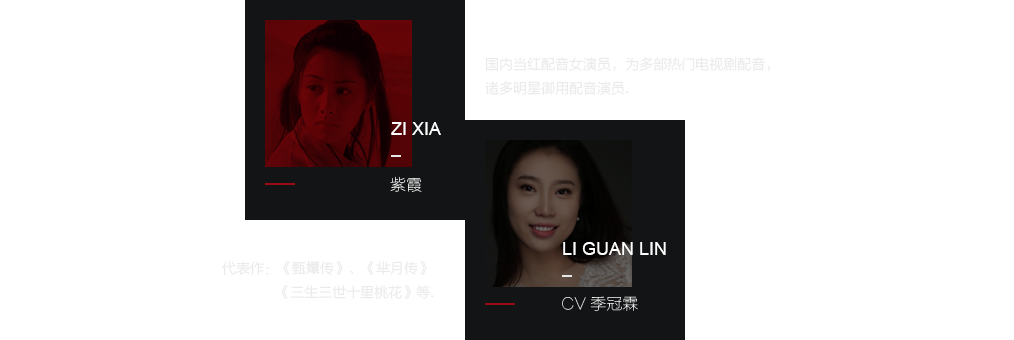 国内当红配音女演员，为多部热门电视剧配音，
诸多明星御用配音演员.
ZI XIA
紫霞
LI GUAN LIN
CV 季冠霖
代表作：《甄嬛传》、《芈月传》
《三生三世十里桃花》等.